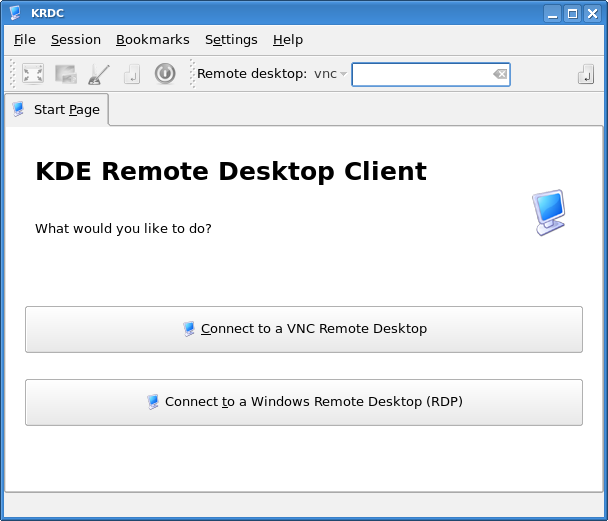 KRDC
File Session Bookmarks Settings Help
Remote desktop: vnc
Start Page
KDE Remote Desktop Client
What would you like to do?
Connect to a VNC Remote Desktop
Connect to a Windows Remote Desktop (RDP)